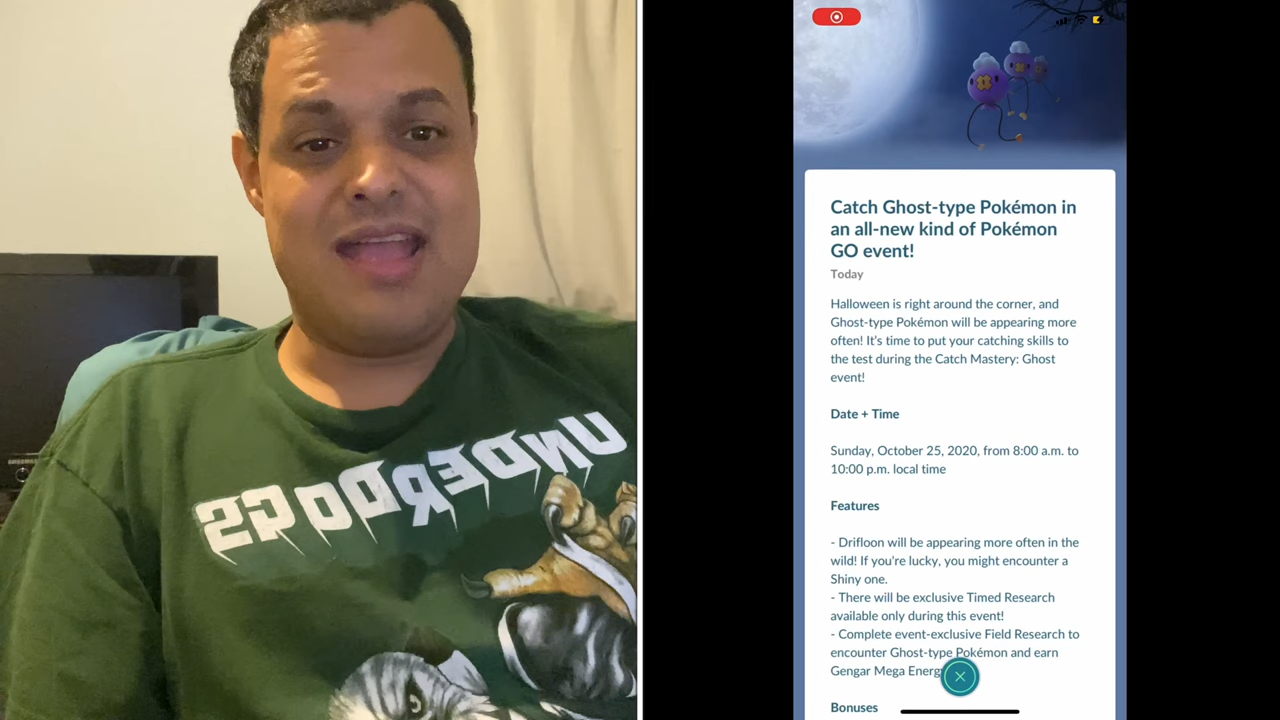 UNDERDOGS
Catch Ghost-type Pokémon in
an all-new kind of Pokémon
GO event!
Today
Halloween is right around the corner, and
Ghost-type Pokémon will be appearing more
often! It's time to put your catching skills to
the test during the Catch Mastery: Ghost
event!
Date + Time
Sunday, October 25, 2020, from 8:00 a.m. to
10:00 p.m. local time
Features
- Drifloon will be appearing more often in the
wild! If you're lucky, you might encounter a
Shiny one.
- There will be exclusive Timed Research
available only during this event!
- Complete event-exclusive Field Research to
encounter Ghost-type Pokémon and earn
Gengar Mega Energ
Bonuses